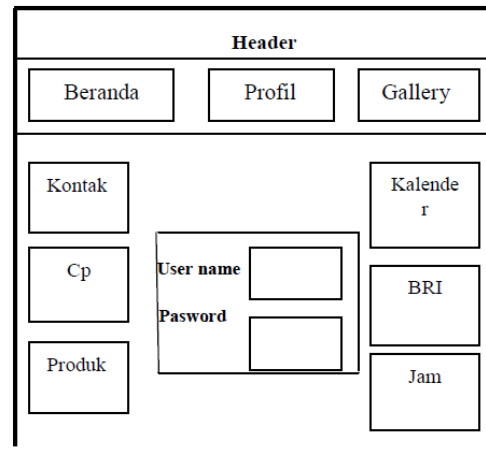 Header
Beranda
Profil
Gallery
Kontak
Kalende
r
Cp
User name
BRI
Pasword
Produk
Jam